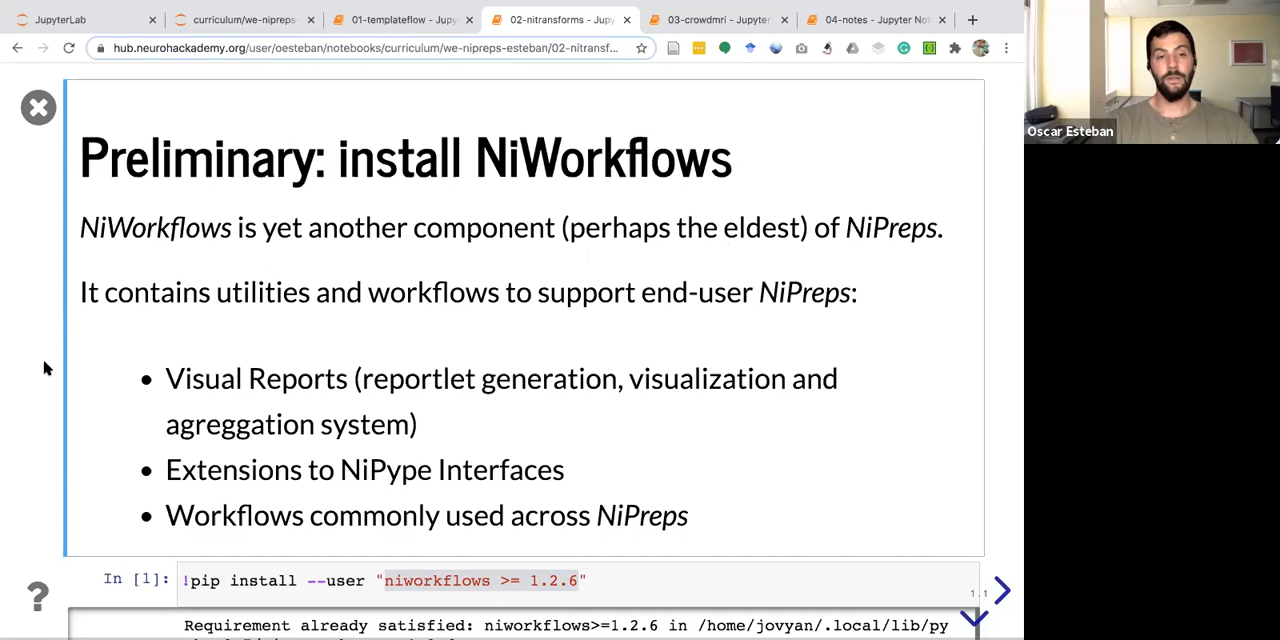 JupyterLab
curriculum/we-nipreps-
01-templateflow - Jupy
02-nitransforms - Jupy
03-crowdmri - Jupyter
04-notes - Jupyter Not
hub.neurohackademy.org/user/oesteban/notebooks/curriculum/we-nipreps-esteban/02-nitransf...
Oscar Esteban
Preliminary: install NiWorkflows
NiWorkflows is yet another component (perhaps the eldest) of NiPreps.
It contains utilities and workflows to support end-user NiPreps:
• Visual Reports (reportlet generation, visualization and
agreggation system)
• Extensions to NiPype Interfaces
• Workflows commonly used across NiPreps
In [1]: !pip install --user "niworkflows >= 1.2.6"
1.1
?
Requirement already satisfied: niworkflows>=1.2.6 in /home/jovyan/.local/lib/py